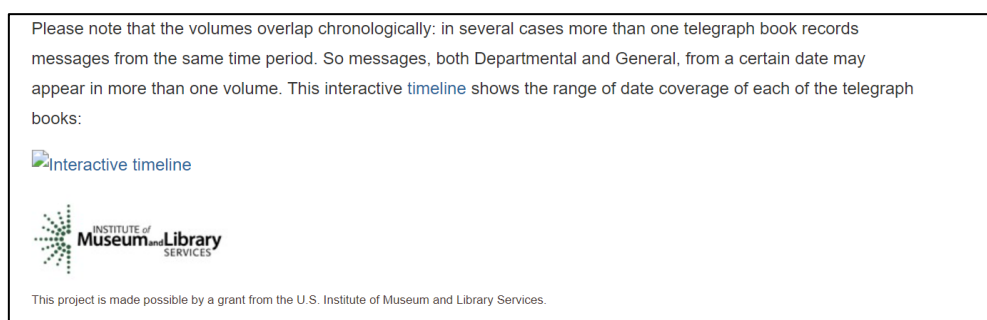 Please note that the volumes overlap chronologically: in several cases more than one telegraph book records
messages from the same time period. So messages, both Departmental and General, from a certain date may
appear in more than one volume. This interactive timeline shows the range of date coverage of each of the telegraph
books:
Interactive timeline
INSTITUTE of
Museum and Library
SERVICES
This project is made possible by a grant from the U.S. Institute of Museum and Library Services.